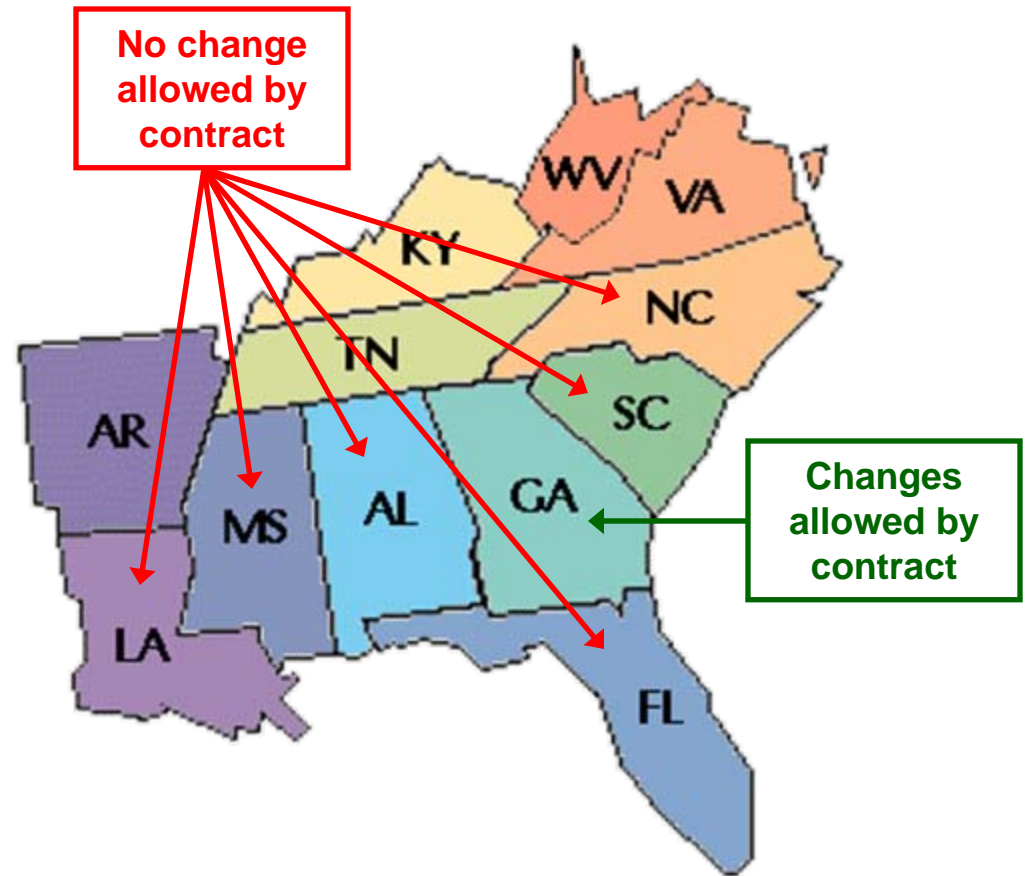 No change
allowed by
contract
WV
VA
KY
NC
TN
AR
SC
GA
MS
AL
Changes
allowed by
contract
LA
FL